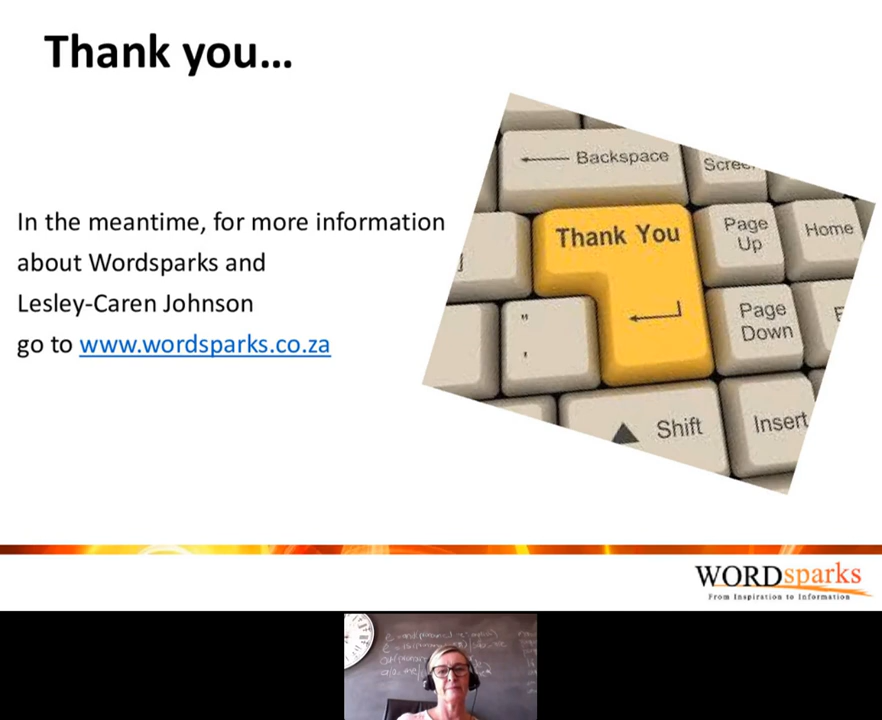 Thank you...
In the meantime, for more information
about Wordsparks and
Lesley-Caren Johnson
go to www.wordsparks.co.za
← Backspace
Thank You
Page
Up
Home
"
'
Page
Down
Shift
Insert
WORDsparks
From Inspiration to Information